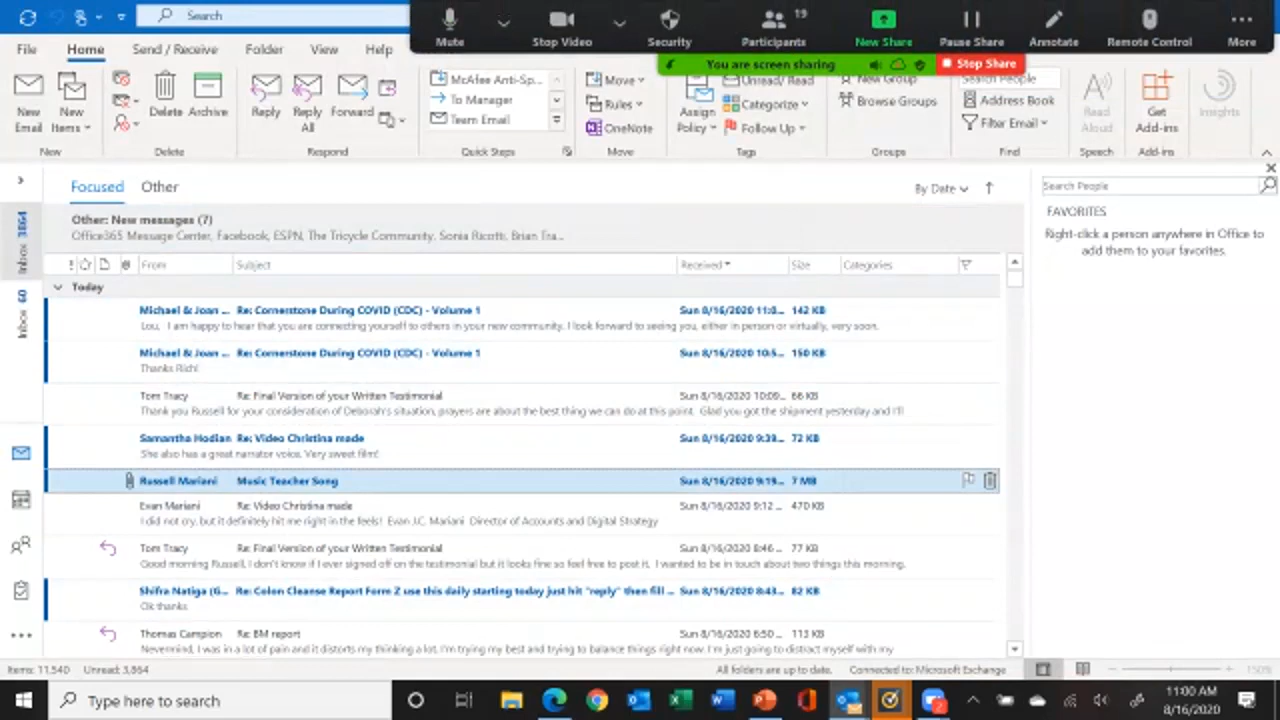 Search
Mute
Stop Video
Security
Participants
19
New Share
Pause Share
Annotate
Remote Control
More
You are screen sharing
Stop Share
File
Home
Send / Receive
Folder
View
Help
New Email
New Items
New
Delete
Archive
Delete
Reply
Reply All
Forward
Respond
McAfee Anti-Sp...
To Manager
Team Email
Quick Steps
Move
Rules
OneNote
Move
Assign Policy
Unread/ Read
Categorize
Follow Up
Tags
New Group
Browse Groups
Groups
Search People
Address Book
Filter Email
Find
Read Aloud
Speech
Get Add-ins
Add-ins
Insights
Inbox 3,864
Inbox 60
Focused Other
By Date
Other: New messages (7)
Office365 Message Center, Facebook, ESPN, The Tricycle Community, Sonia Ricotti, Brian Tra...
From Subject Received Size Categories
Today
Michael & Joan ... Re: Cornerstone During COVID (CDC) - Volume 1 Sun 8/16/2020 11:0... 142 KB
Lou, I am happy to hear that you are connecting yourself to others in your new community. I look forward to seeing you, either in person or virtually, very soon.
Michael & Joan ... Re: Cornerstone During COVID (CDC) - Volume 1 Sun 8/16/2020 10:5... 150 KB
Thanks Rich!
Tom Tracy Re: Final Version of your Written Testimonial Sun 8/16/2020 10:09... 66 KB
Thank you Russell for your consideration of Deborah's situation, prayers are about the best thing we can do at this point. Glad you got the shipment yesterday and I'll
Samantha Hodian Re: Video Christina made Sun 8/16/2020 9:39... 72 KB
She also has a great narrator voice. Very sweet film!
Russell Mariani Music Teacher Song Sun 8/16/2020 9:19... 7 MB
Evan Mariani Re: Video Christina made Sun 8/16/2020 9:12... 470 KB
I did not cry, but it definitely hit me right in the feels! Evan J.C. Mariani Director of Accounts and Digital Strategy
Tom Tracy Re: Final Version of your Written Testimonial Sun 8/16/2020 8:46... 77 KB
Good morning Russell, I don't know if I ever signed off on the testimonial but it looks fine so feel free to post it. I wanted to be in touch about two things this morning.
Shifra Natiga (G... Re: Colon Cleanse Report Form 2 use this daily starting today just hit "reply" then fill ... Sun 8/16/2020 8:43... 82 KB
Ok thanks
Thomas Campion Re: BM report Sun 8/16/2020 6:50... 113 KB
Nevermind, I was in a lot of pain and it distorts my thinking a lot. I'm trying my best and trying to balance things right now. I'm just going to distract myself with my
Search People
FAVORITES
Right-click a person anywhere in Office to
add them to your favorites.
Items: 11,540 Unread: 3,864
All folders are up to date.
Connected to: Microsoft Exchange
150%
Type here to search
11:00 AM
8/16/2020